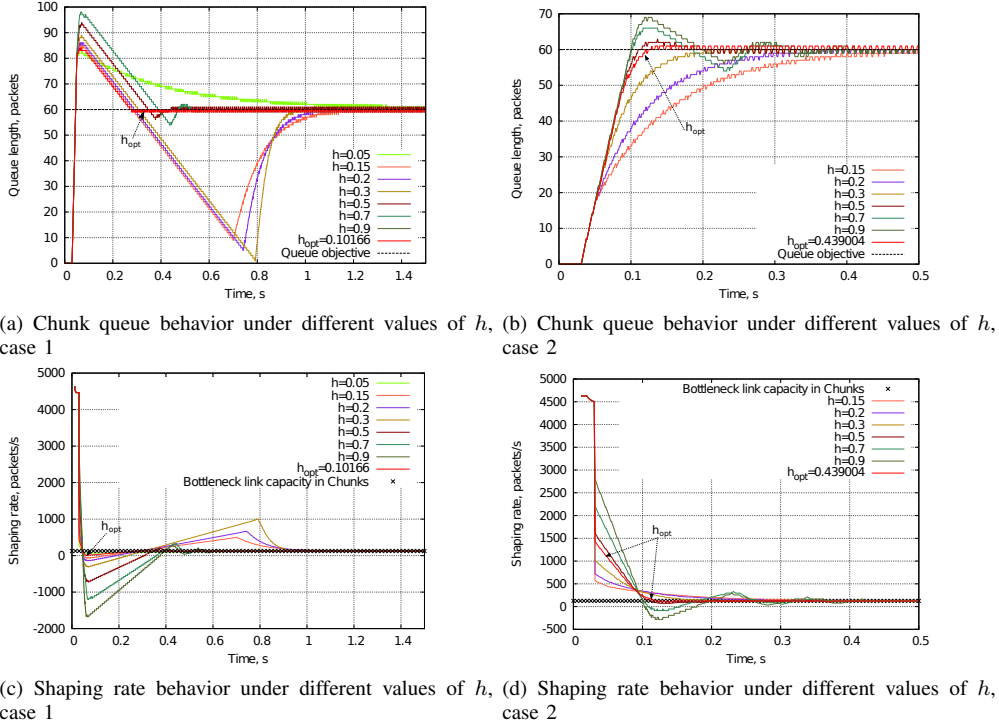 100
90
80
70
60
50
40
30
20
10
0
Queue length, packets
h_opt
h=0.05
h=0.15
h=0.2
h=0.3
h=0.5
h=0.7
h=0.9
h_opt=0.10166
Queue objective
0 0.2 0.4 0.6 0.8 1 1.2 1.4
Time, s
70
60
50
40
30
20
10
0
Queue length, packets
h_opt
h=0.15
h=0.2
h=0.3
h=0.5
h=0.7
h=0.9
h_opt=0.439004
Queue objective
0 0.1 0.2 0.3 0.4 0.5
Time, s
(a) Chunk queue behavior under different values of h,
case 1
(b) Chunk queue behavior under different values of h,
case 2
5000
4000
3000
2000
1000
0
-1000
-2000
Shaping rate, packets/s
h=0.05
h=0.15
h=0.2
h=0.3
h=0.5
h=0.7
h=0.9
h_opt=0.10166
Bottleneck link capacity in Chunks
h_opt
0 0.2 0.4 0.6 0.8 1 1.2 1.4
Time, s
5000
4500
4000
3500
3000
2500
2000
1500
1000
500
0
-500
Shaping rate, packets/s
Bottleneck link capacity in Chunks
h=0.15
h=0.2
h=0.3
h=0.5
h=0.7
h=0.9
h_opt=0.439004
h_opt
0 0.1 0.2 0.3 0.4 0.5
Time, s
(c) Shaping rate behavior under different values of h,
case 1
(d) Shaping rate behavior under different values of h,
case 2